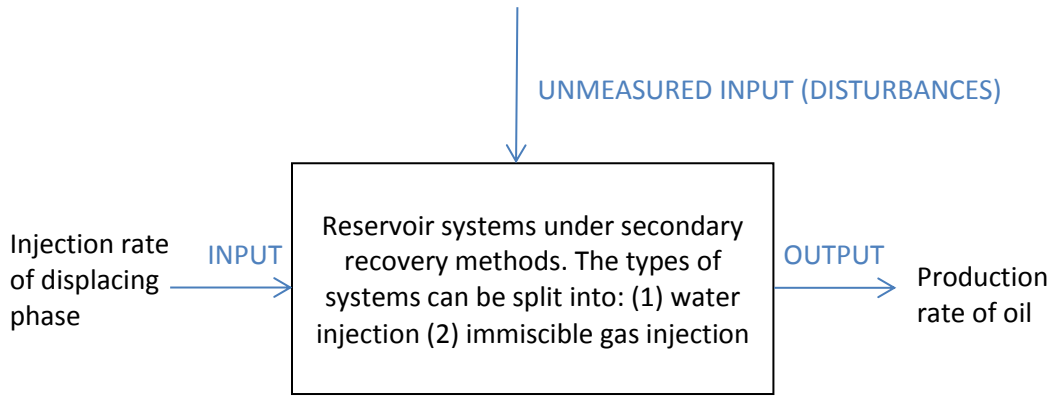 UNMEASURED INPUT (DISTURBANCES)
Injection rate
of displacing
phase
INPUT
Reservoir systems under secondary
recovery methods. The types of
systems can be split into: (1) water
injection (2) immiscible gas injection
OUTPUT
Production
rate of oil